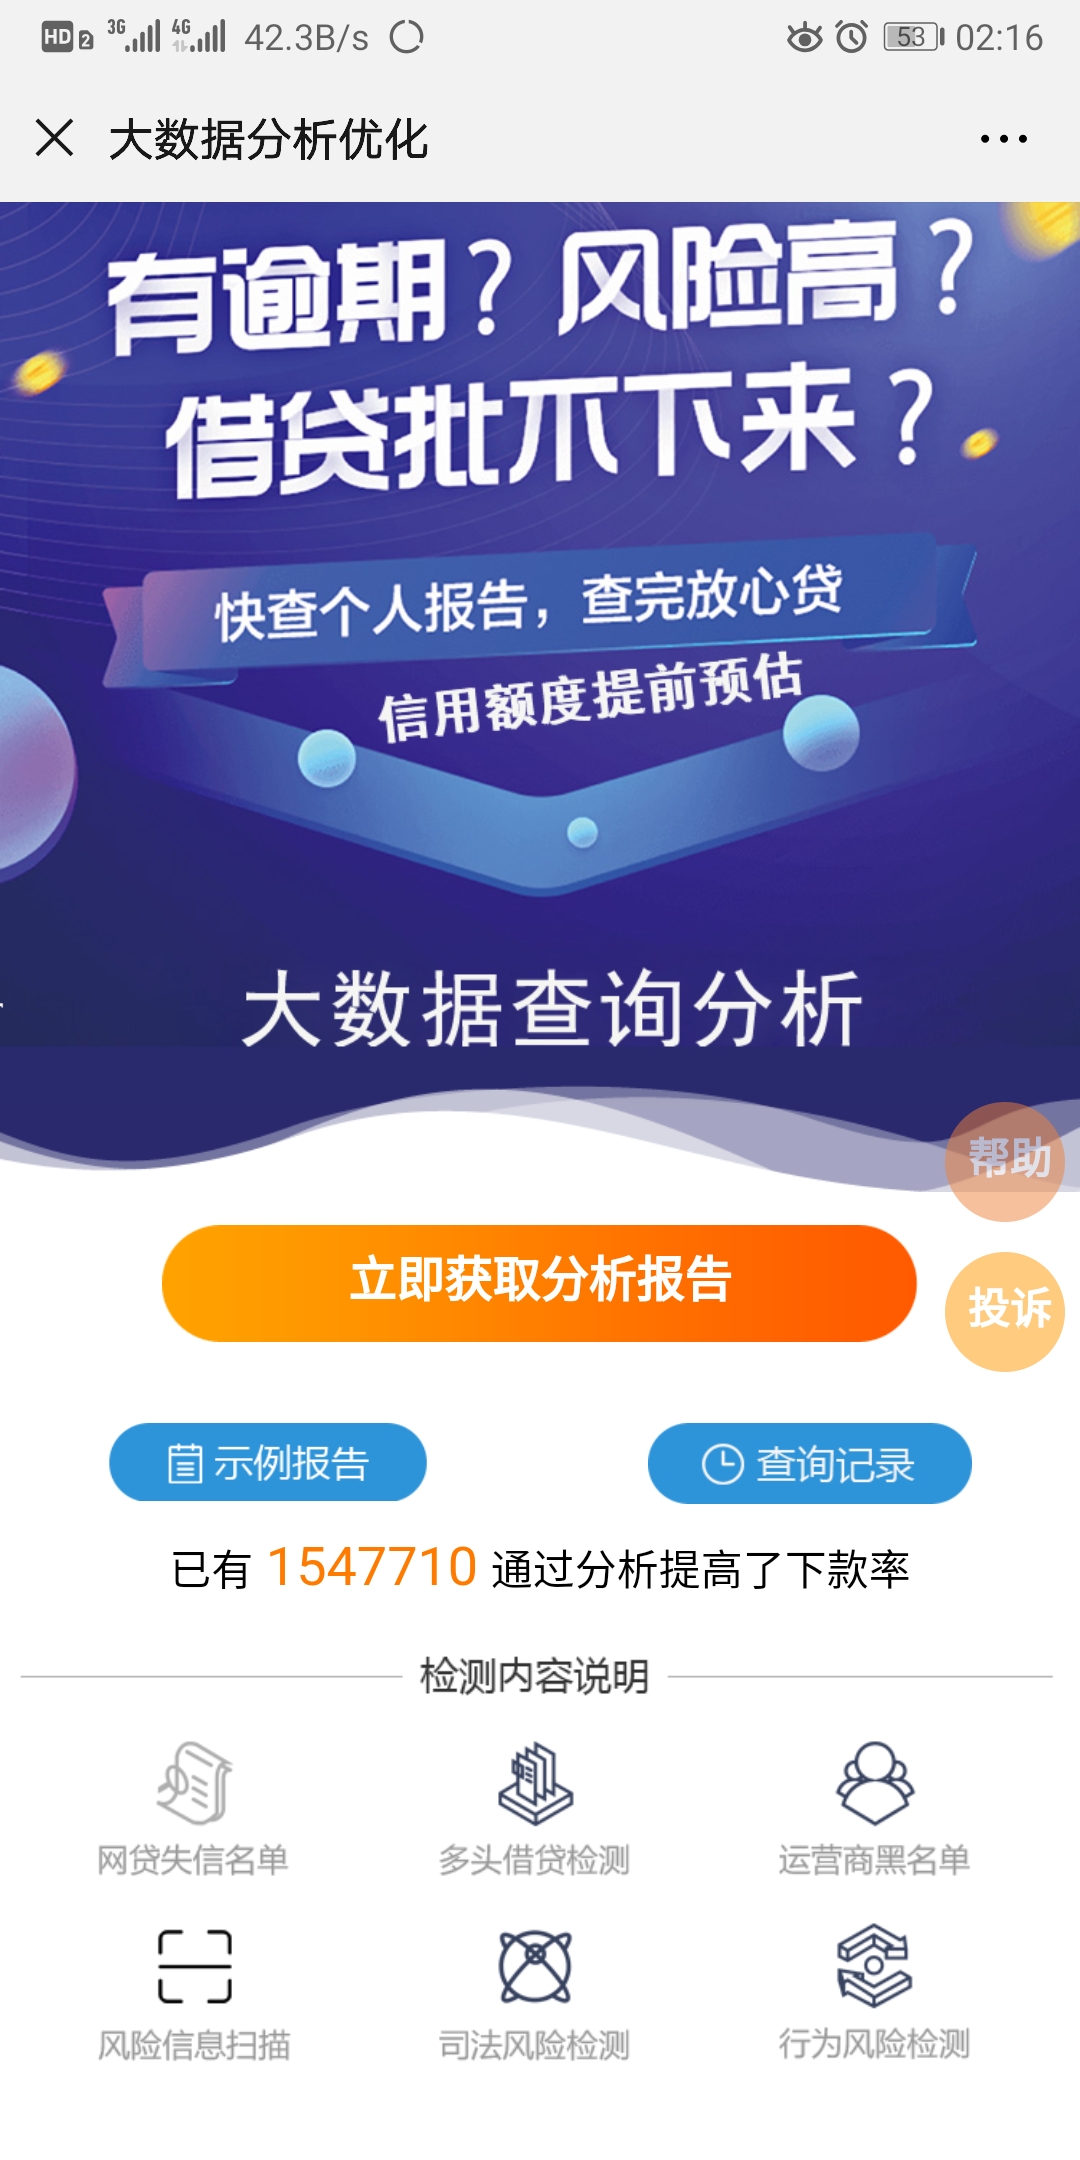 HD 2 3G 4G 42.3B/s 53 02:16
大数据分析优化
有逾期？风险高？
借贷批不下来？
快查个人报告，查完放心贷
信用额度提前预估
大数据查询分析
帮助
立即获取分析报告
投诉
示例报告 查询记录
已有 1547710 通过分析提高了下款率
检测内容说明
网贷失信名单 多头借贷检测 运营商黑名单
风险信息扫描 司法风险检测 行为风险检测